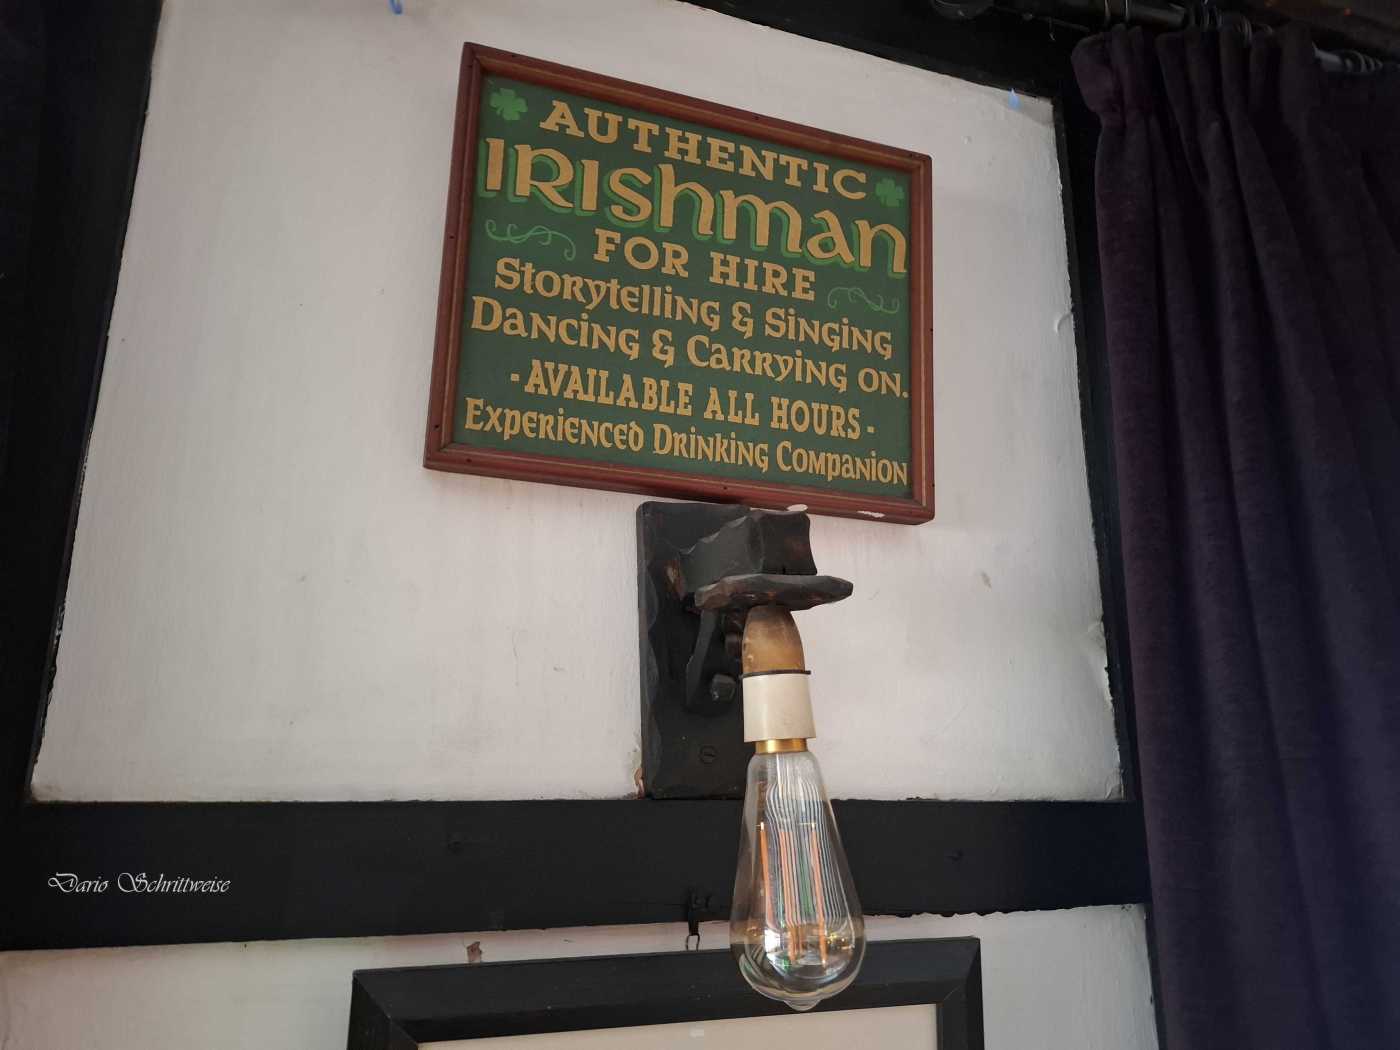 AUTHENTIC
IRIShman
FOR HIRE
Storytelling & Singing
Dancing & Carrying on.
- AVAILABLE ALL HOURS -
Experienced Drinking Companion
Dario Schrittweise